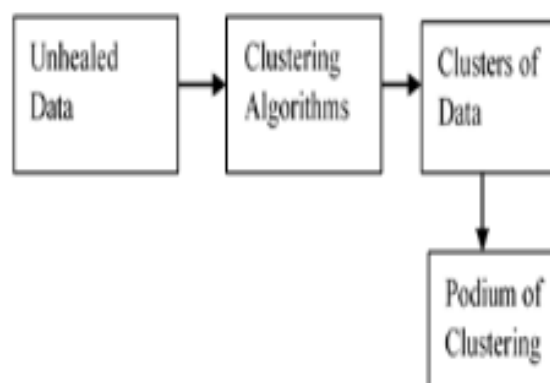 Unhealed
Data
Clustering
Algorithms
Clusters of
Data
Podium of
Clustering